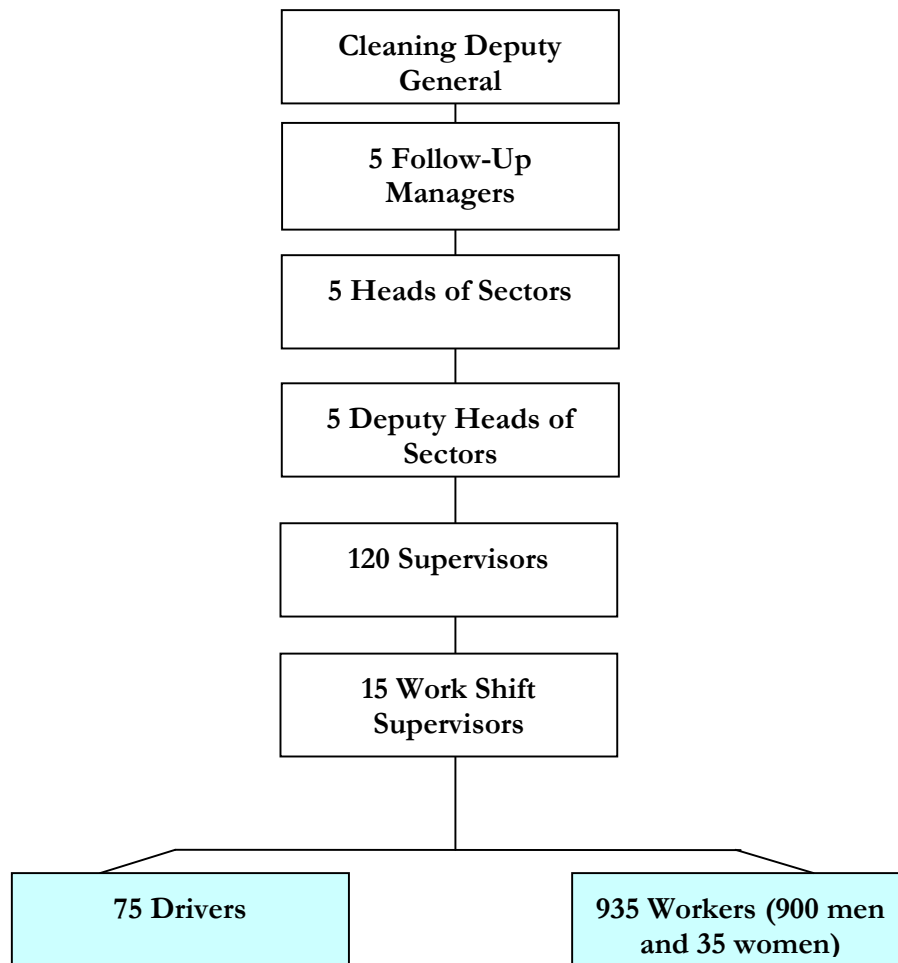 Cleaning Deputy
General
5 Follow-Up
Managers
5 Heads of Sectors
5 Deputy Heads of
Sectors
120 Supervisors
15 Work Shift
Supervisors
75 Drivers
935 Workers (900 men
and 35 women)